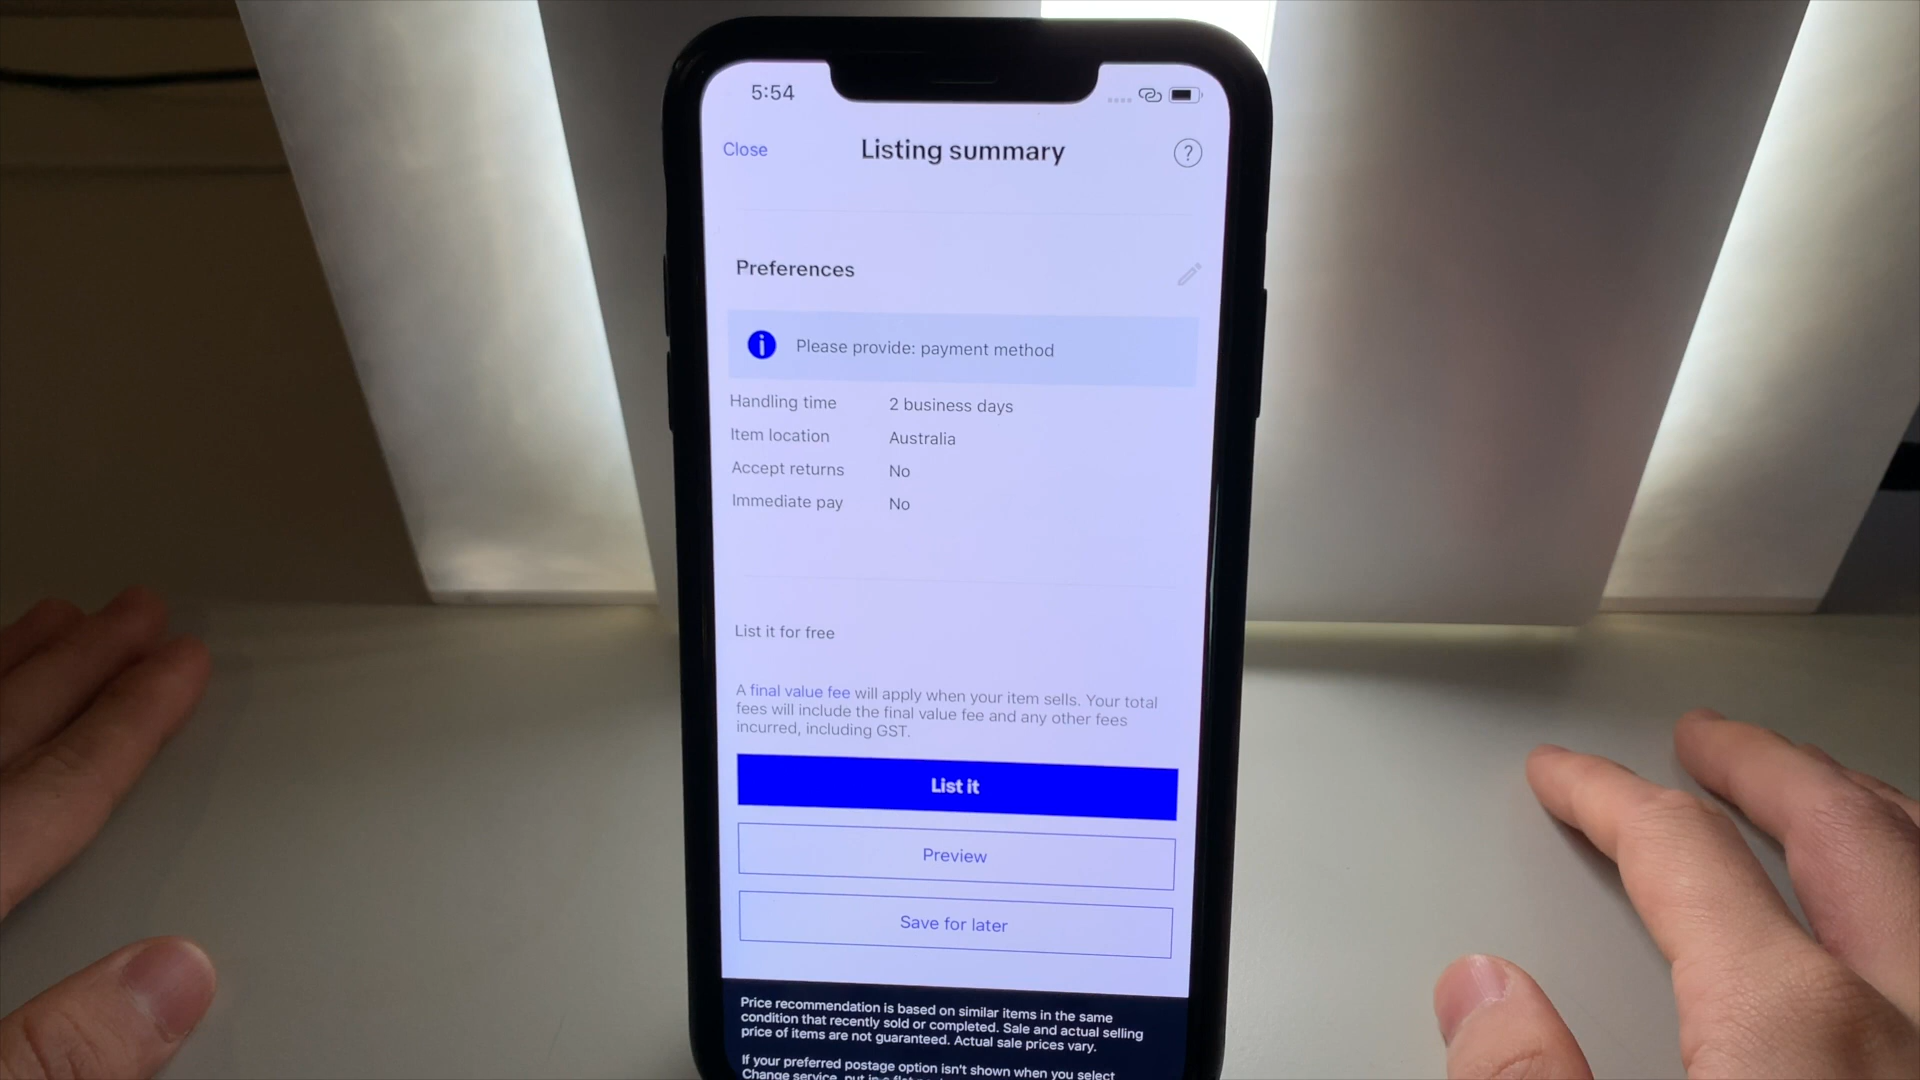 5:54
Close
Listing summary
?
Preferences
Please provide: payment method
Handling time 2 business days
Item location Australia
Accept returns No
Immediate pay No
List it for free
A final value fee will apply when your item sells. Your total
fees will include the final value fee and any other fees
incurred, including GST.
List it
Preview
Save for later
Price recommendation is based on similar items in the same
condition that recently sold or completed. Sale and actual selling
price of items are not guaranteed. Actual sale prices vary.
If your preferred postage option isn't shown when you select
Change service, put in a flat